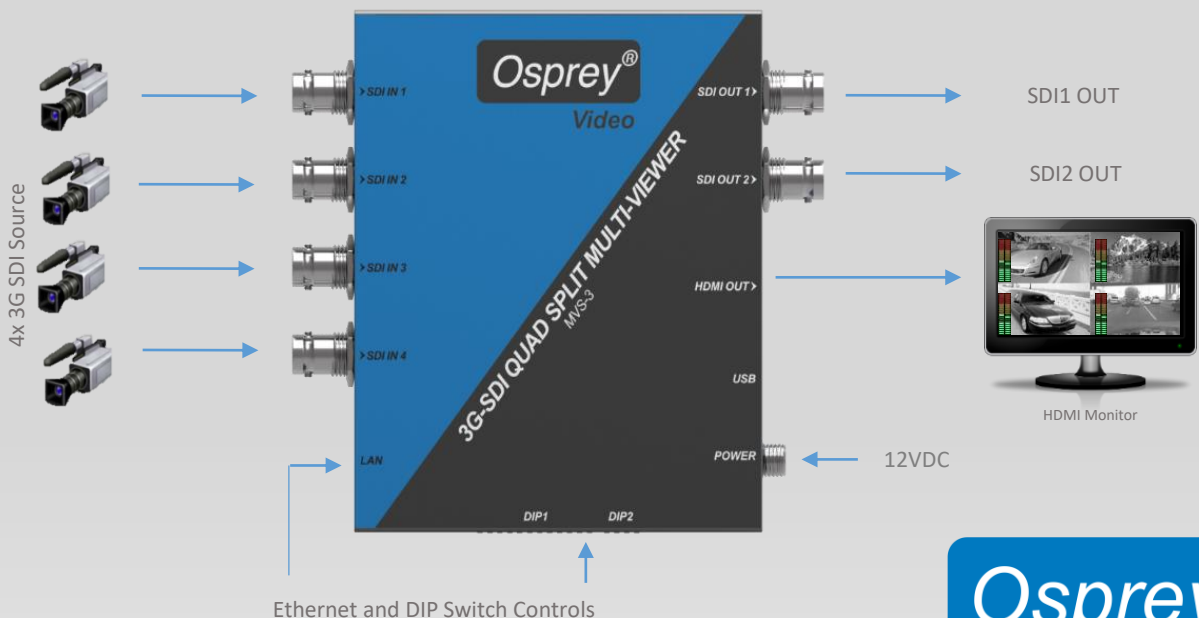 4x 3G SDI Source
Osprey®
Video
>SDI IN 1
>SDI IN 2
>SDI IN 3
>SDI IN 4
LAN
3G-SDI QUAD SPLIT MULTI-VIEWER
MVS-3
SDI OUT 1>
SDI OUT 2>
HDMI OUT>
USB
POWER
DIP1 DIP2
SDI1 OUT
SDI2 OUT
HDMI Monitor
12VDC
Ethernet and DIP Switch Controls
Osprey